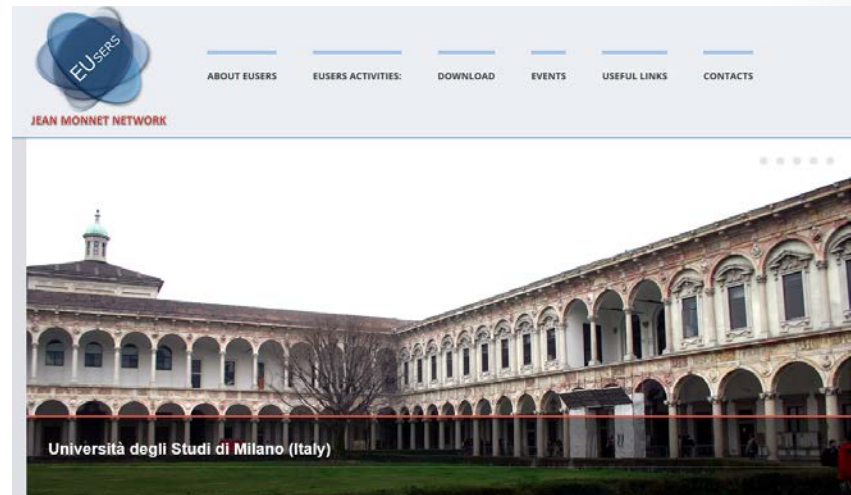 EUSERS
JEAN MONNET NETWORK
ABOUT EUSERS
EUSERS ACTIVITIES:
DOWNLOAD
EVENTS
USEFUL LINKS
CONTACTS
Università degli Studi di Milano (Italy)